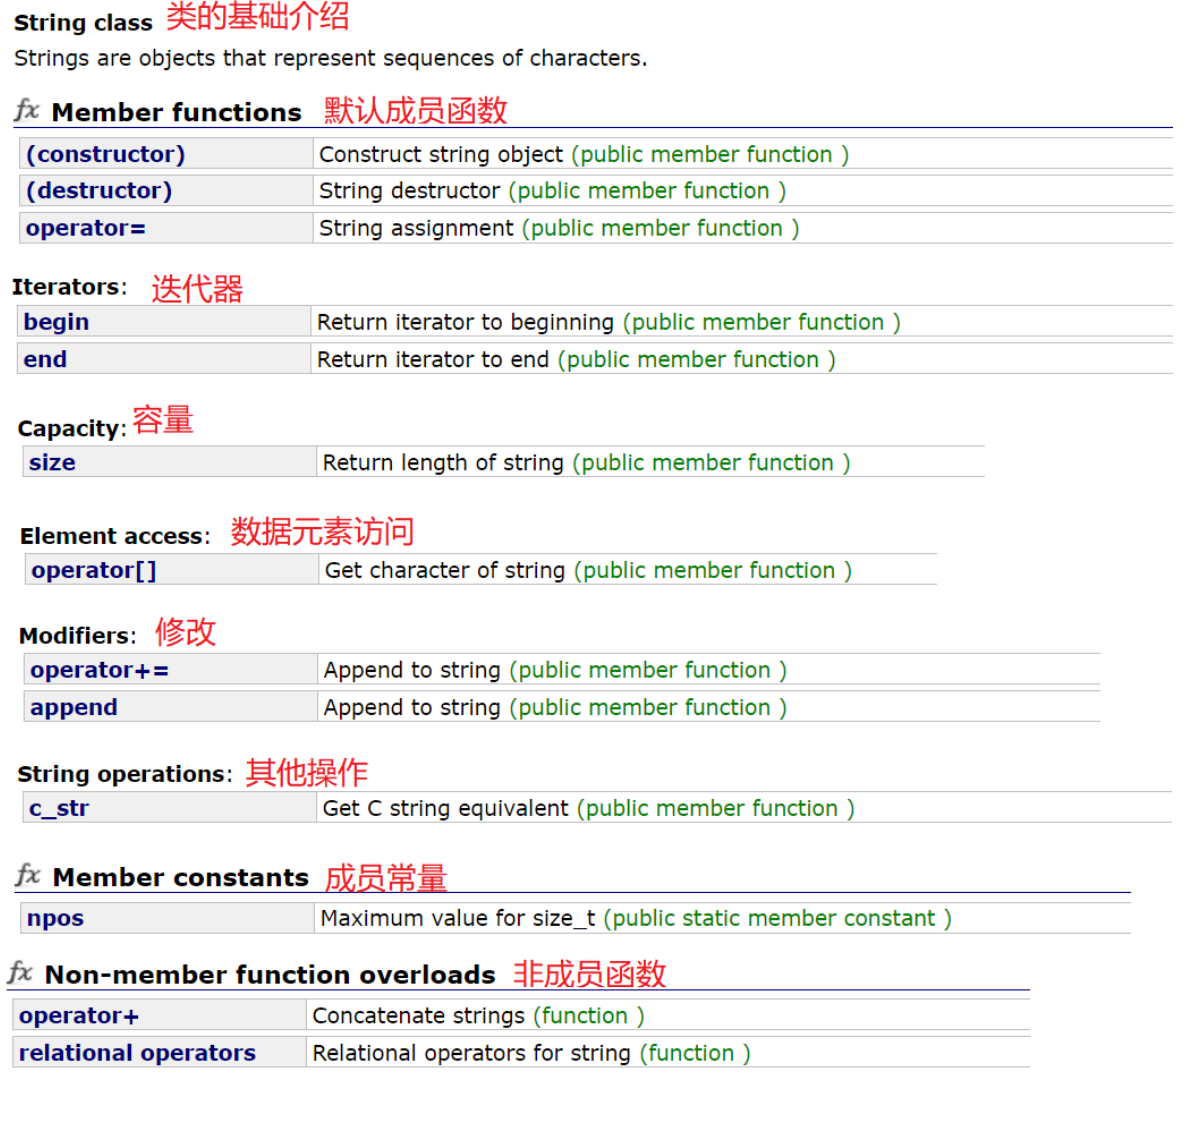 String class 类的基础介绍
Strings are objects that represent sequences of characters.
fx Member functions 默认成员函数
(constructor) Construct string object (public member function )
(destructor) String destructor (public member function )
operator= String assignment (public member function )
Iterators: 迭代器
begin Return iterator to beginning (public member function )
end Return iterator to end (public member function )
Capacity: 容量
size Return length of string (public member function )
Element access: 数据元素访问
operator[] Get character of string (public member function )
Modifiers: 修改
operator+= Append to string (public member function )
append Append to string (public member function )
String operations: 其他操作
c_str Get C string equivalent (public member function )
fx Member constants 成员常量
npos Maximum value for size_t (public static member constant )
fx Non-member function overloads 非成员函数
operator+ Concatenate strings (function )
relational operators Relational operators for string (function )